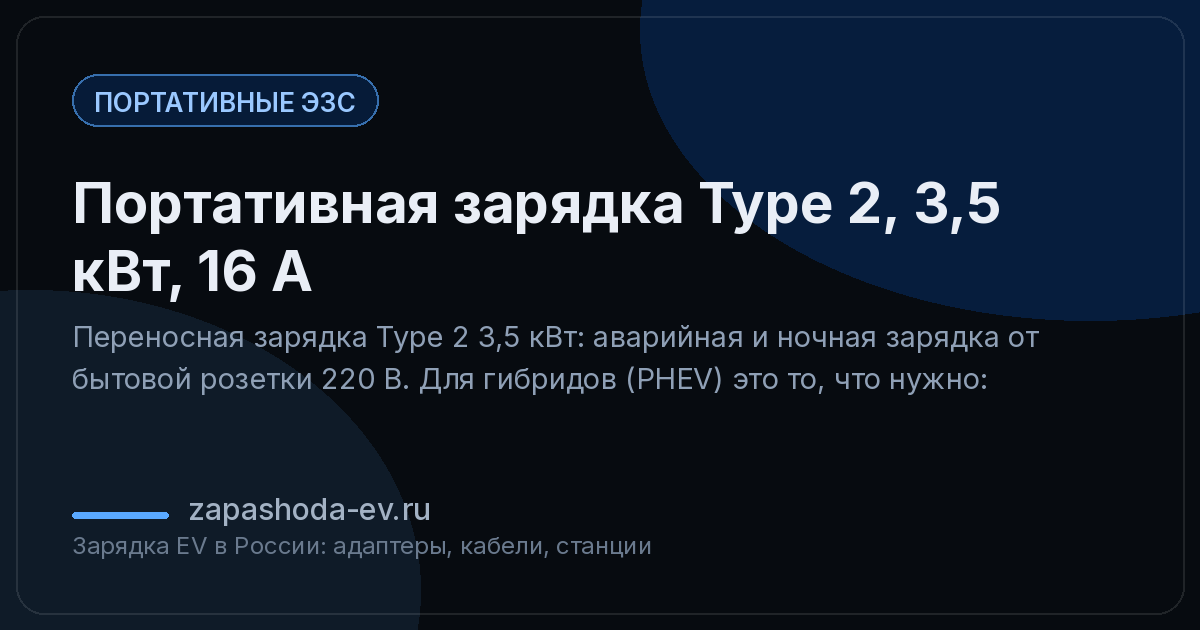 ПОРТАТИВНЫЕ ЭЗС
Портативная зарядка Type 2, 3,5
кВт, 16 А
Переносная зарядка Type 2 3,5 кВт: аварийная и ночная зарядка от
бытовой розетки 220 В. Для гибридов (PHEV) это то, что нужно:
zapashoda-ev.ru
Зарядка EV в России: адаптеры, кабели, станции